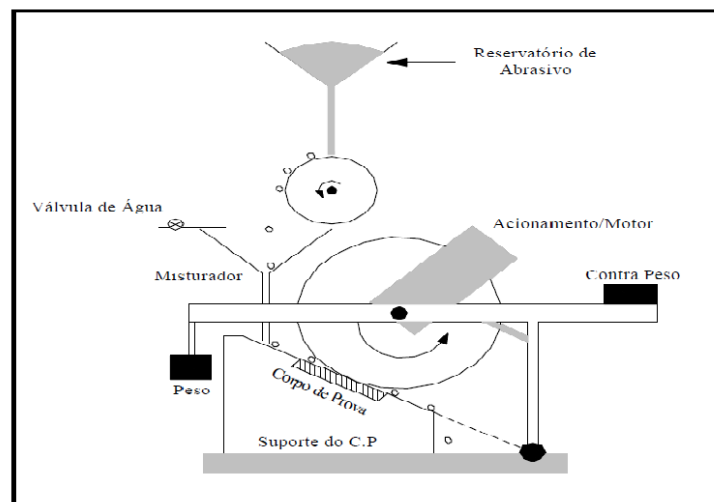 Reservatório de
Abrasivo
Válvula de Água
Acionamento/Motor
Misturador
Contra Peso
Peso
Corpo de Prova
Suporte do C.P